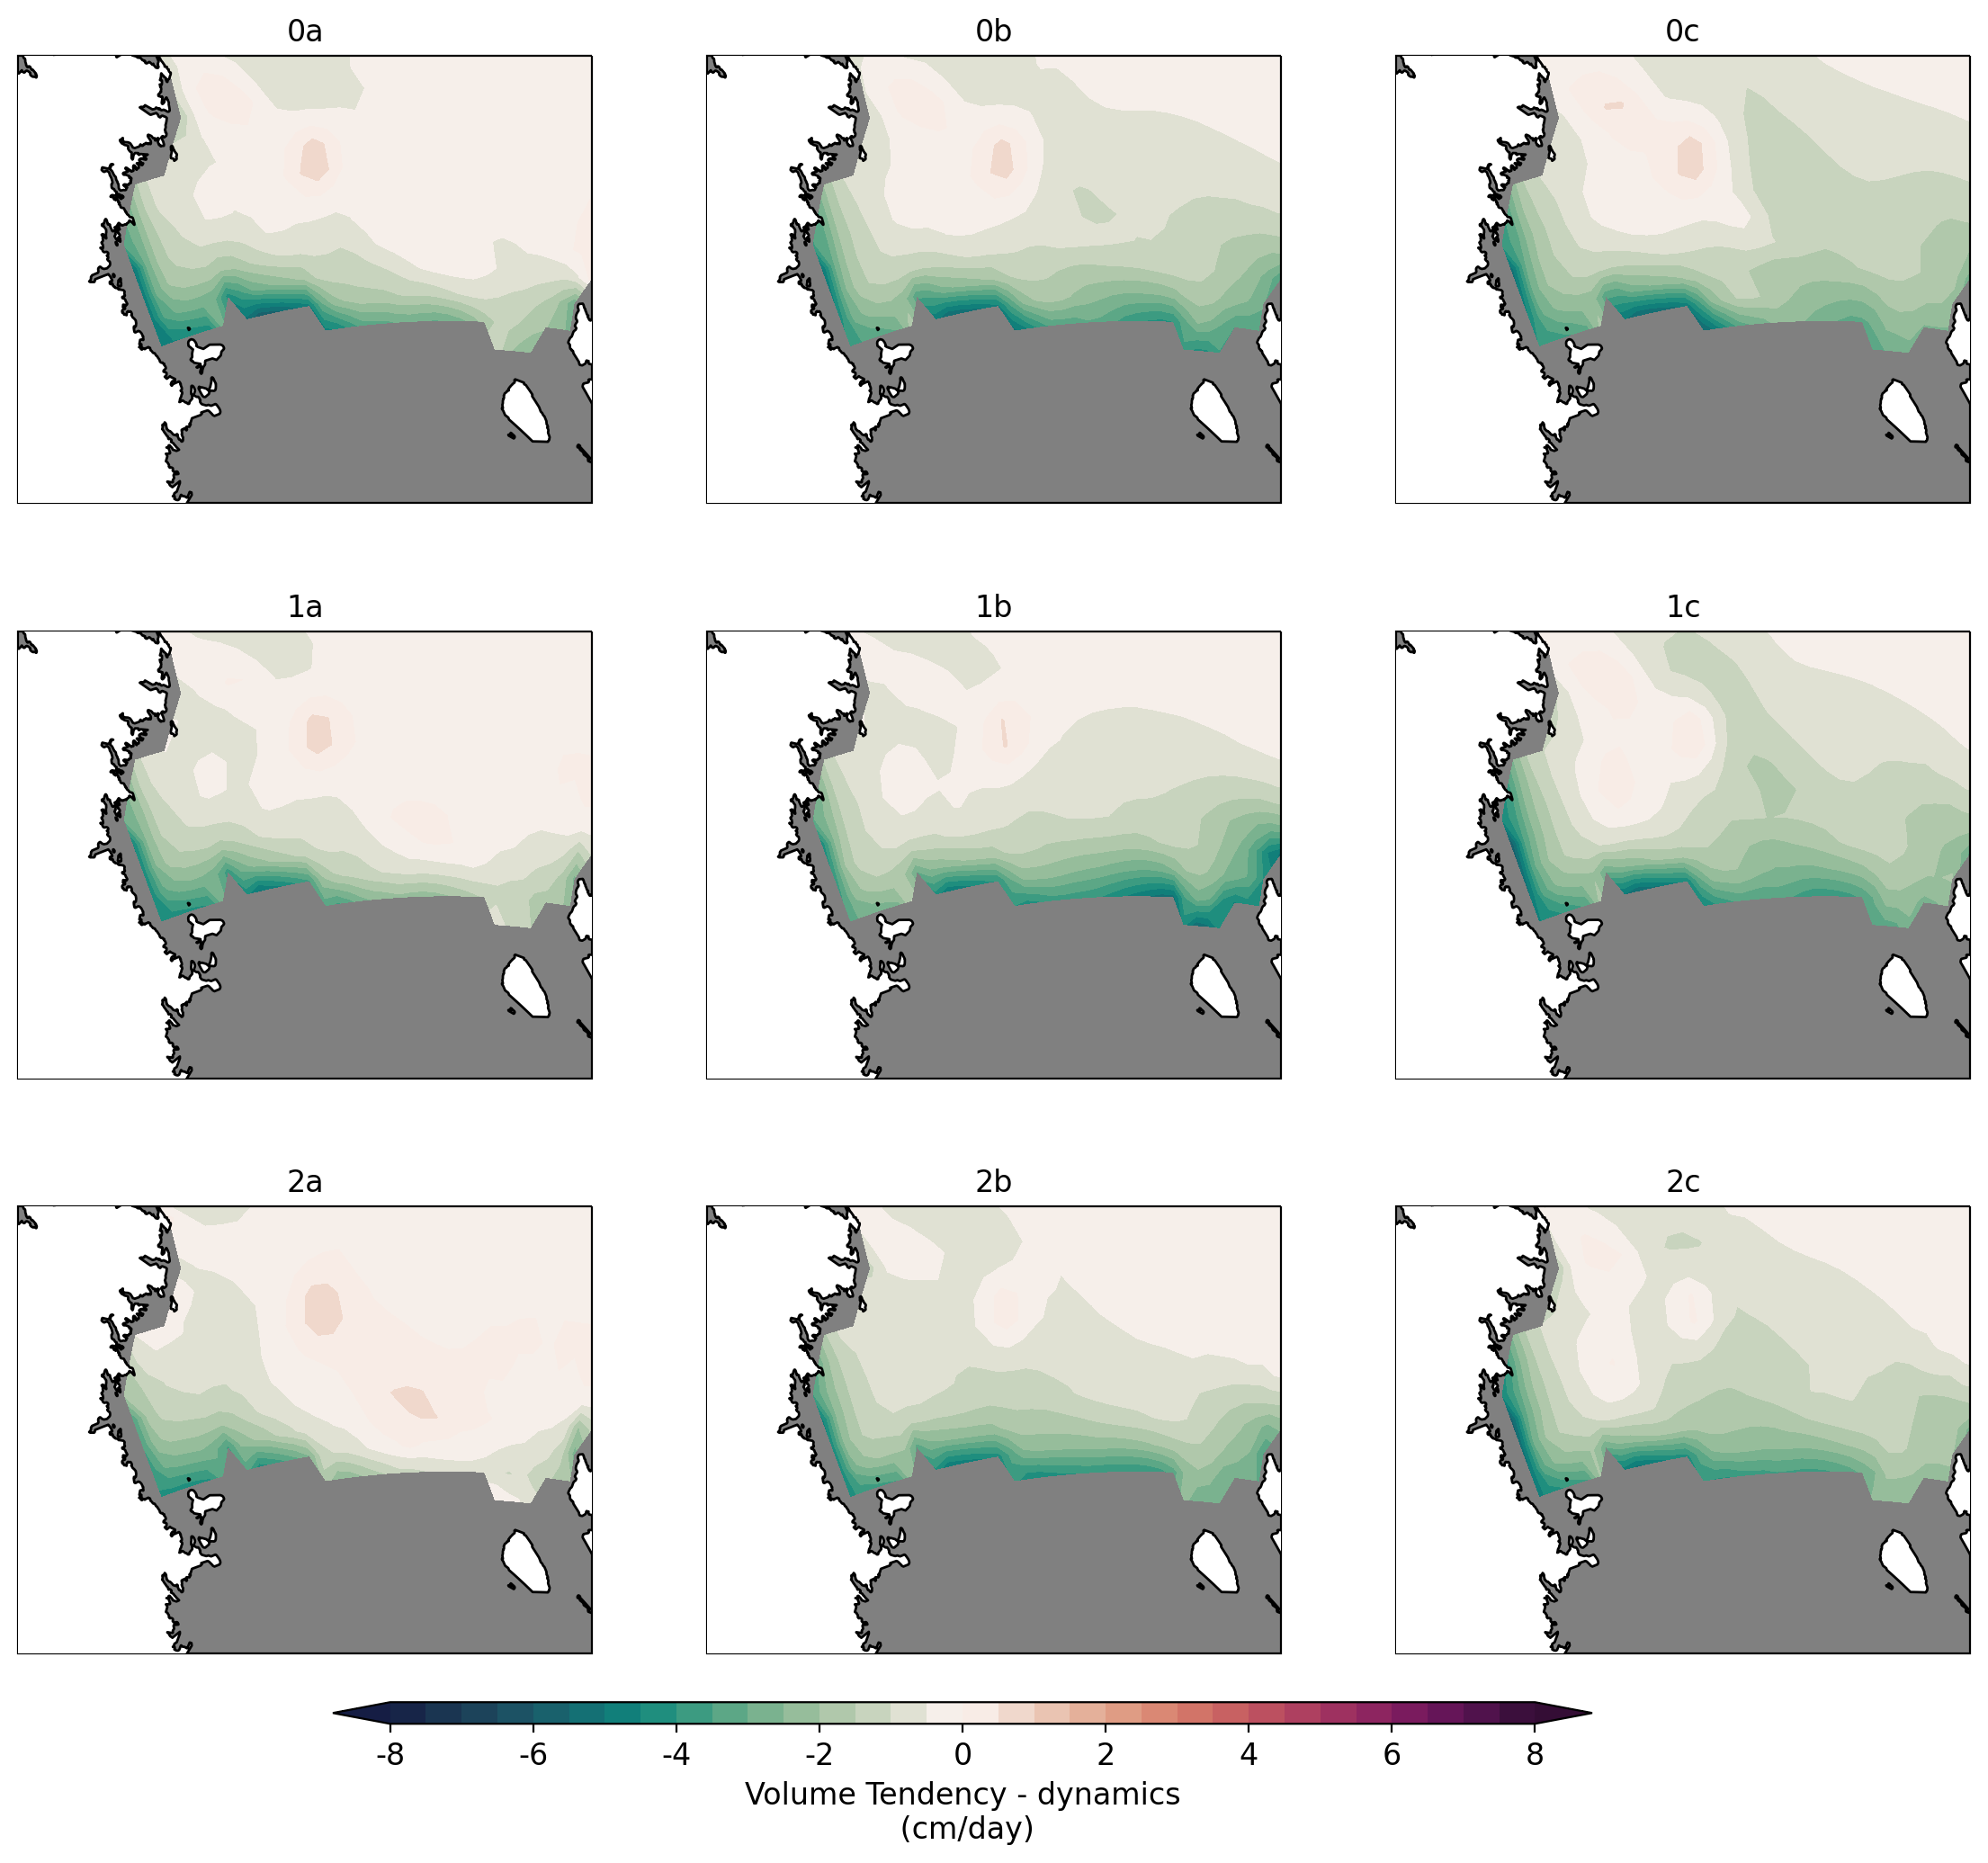 0a
0b
0c
1a
1b
1c
2a
2b
2c
-8 -6 -4 -2 0 2 4 6 8
Volume Tendency - dynamics
(cm/day)